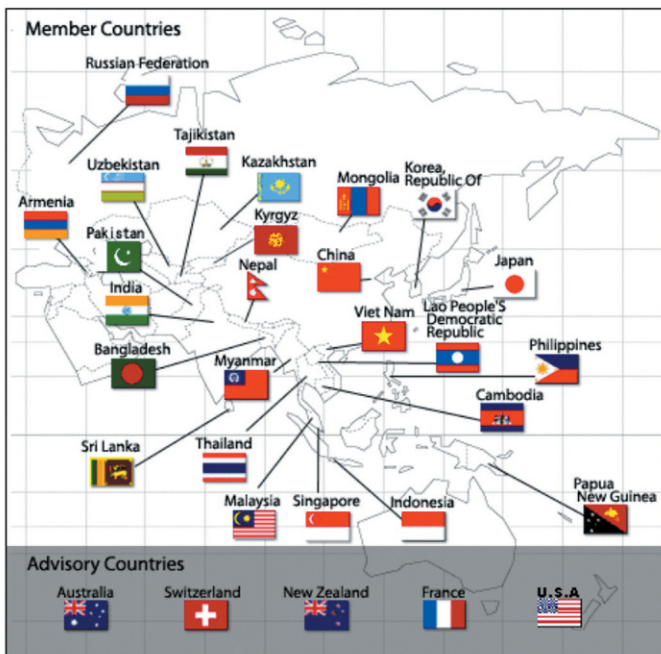 Member Countries
Russian Federation
Tajikistan
Uzbekistan
Kazakhstan
Mongolia
Korea,
Republic Of
Armenia
Pakistan
Kyrgyz
Nepal
China
Japan
India
Viet Nam
Lao People'S
Democratic
Republic
Bangladesh
Myanmar
Philippines
Cambodia
Sri Lanka
Thailand
Malaysia
Singapore
Indonesia
Papua
New Guinea
Advisory Countries
Australia
Switzerland
New Zealand
France
U.S.A